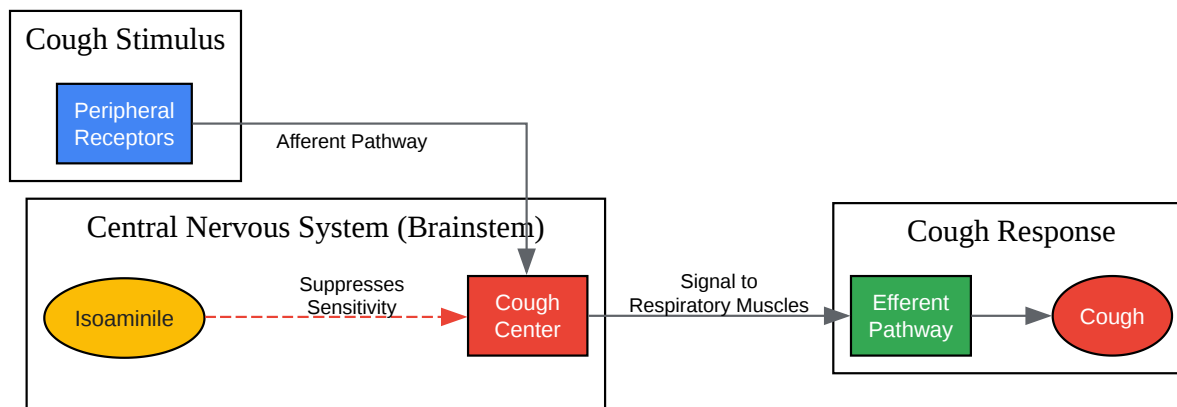 Cough Stimulus
Peripheral
Receptors
Afferent Pathway
Central Nervous System (Brainstem)
Isoaminile
Suppresses
Sensitivity
Cough
Center
Signal to
Respiratory Muscles
Cough Response
Efferent
Pathway
Cough